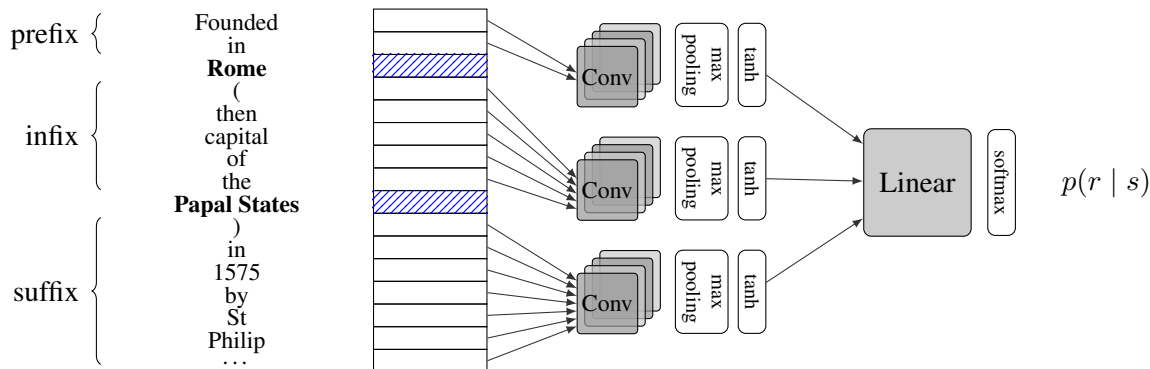 prefix
Founded
in
Rome
infix
(
then
capital
of
the
Papal States
suffix
)
in
1575
by
St
Philip
...
Conv
max
pooling
tanh
Conv
max
pooling
tanh
Conv
max
pooling
tanh
Linear
softmax
p(r | s)